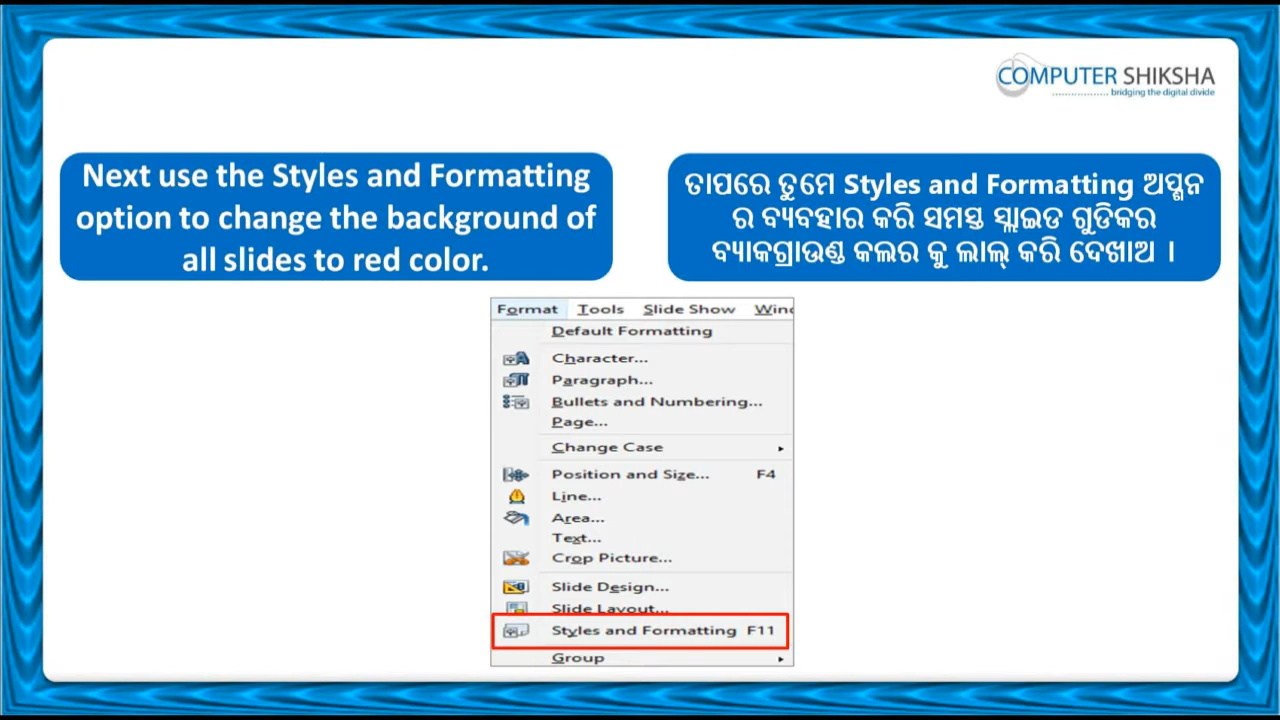 COMPUTER SHIKSHA
bridging the digital divide
Next use the Styles and Formatting
option to change the background of
all slides to red color.
ତାପରେ ତୁମେ Styles and Formatting ଅପ୍ଶନ
ର ବ୍ୟବହାର କରି ସମସ୍ତ ସ୍ଲାଇଡ ଗୁଡିକର
ବ୍ୟାକଗ୍ରାଉଣ୍ଡ କଲର କୁ ଲାଲ୍ କରି ଦେଖାଅ ।
Format Tools Slide Show Wind
Default Formatting
Character...
Paragraph...
Bullets and Numbering...
Page...
Change Case
Position and Size... F4
Line...
Area...
Text...
Crop Picture...
Slide Design...
Slide Layout...
Styles and Formatting F11
Group